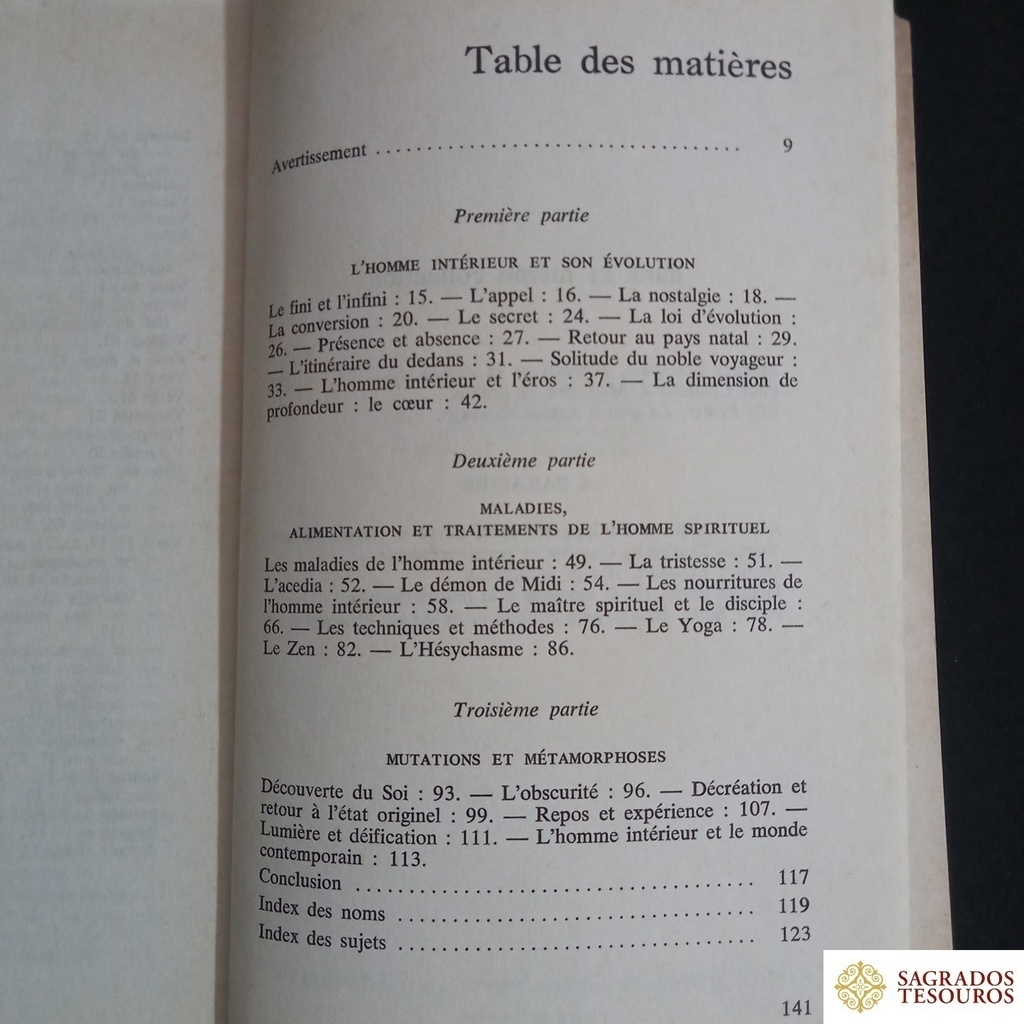 Table des matières
Avertissement .................................... 9
Première partie
L'HOMME INTÉRIEUR ET SON ÉVOLUTION
Le fini et l'infini : 15. — L'appel : 16. — La nostalgie : 18. —
La conversion : 20. — Le secret : 24. — La loi d'évolution :
26. — Présence et absence : 27. — Retour au pays natal : 29.
— L'itinéraire du dedans : 31. — Solitude du noble voyageur :
33. — L'homme intérieur et l'éros : 37. — La dimension de
profondeur : le cœur : 42.
Deuxième partie
MALADIES,
ALIMENTATION ET TRAITEMENTS DE L'HOMME SPIRITUEL
Les maladies de l'homme intérieur : 49. — La tristesse : 51. —
L'acedia : 52. — Le démon de Midi : 54. — Les nourritures de
l'homme intérieur : 58. — Le maître spirituel et le disciple :
66. — Les techniques et méthodes : 76. — Le Yoga : 78. —
Le Zen : 82. — L'Hésychasme : 86.
Troisième partie
MUTATIONS ET MÉTAMORPHOSES
Découverte du Soi : 93. — L'obscurité : 96. — Décréation et
retour à l'état originel : 99. — Repos et expérience : 107. —
Lumière et déification : 111. — L'homme intérieur et le monde
contemporain : 113.
Conclusion ...................................... 117
Index des noms .................................. 119
Index des sujets ................................. 123
141
SAGRADOS
TESOUROS